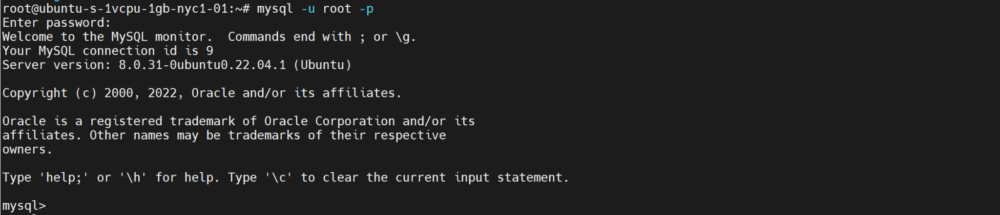 root@ubuntu-s-1vcpu-1gb-nyc1-01:~# mysql -u root -p
Enter password:
Welcome to the MySQL monitor.  Commands end with ; or \g.
Your MySQL connection id is 9
Server version: 8.0.31-0ubuntu0.22.04.1 (Ubuntu)

Copyright (c) 2000, 2022, Oracle and/or its affiliates.

Oracle is a registered trademark of Oracle Corporation and/or its
affiliates. Other names may be trademarks of their respective
owners.

Type 'help;' or '\h' for help. Type '\c' to clear the current input statement.

mysql>